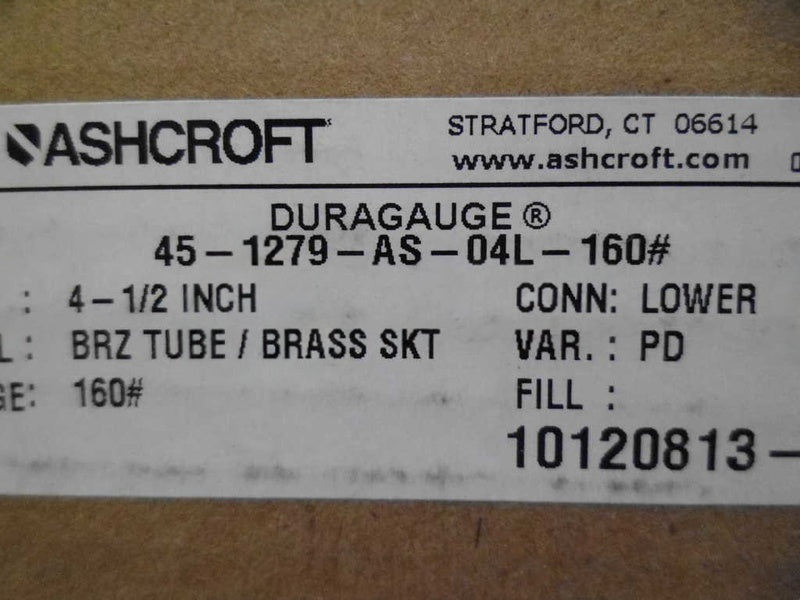 ASHCROFT
STRATFORD, CT 06614
www.ashcroft.com
DURAGAUGE ®
45-1279-AS-04L-160#
: 4-1/2 INCH
CONN: LOWER
L: BRZ TUBE / BRASS SKT
VAR.: PD
GE: 160#
FILL :
10120813-